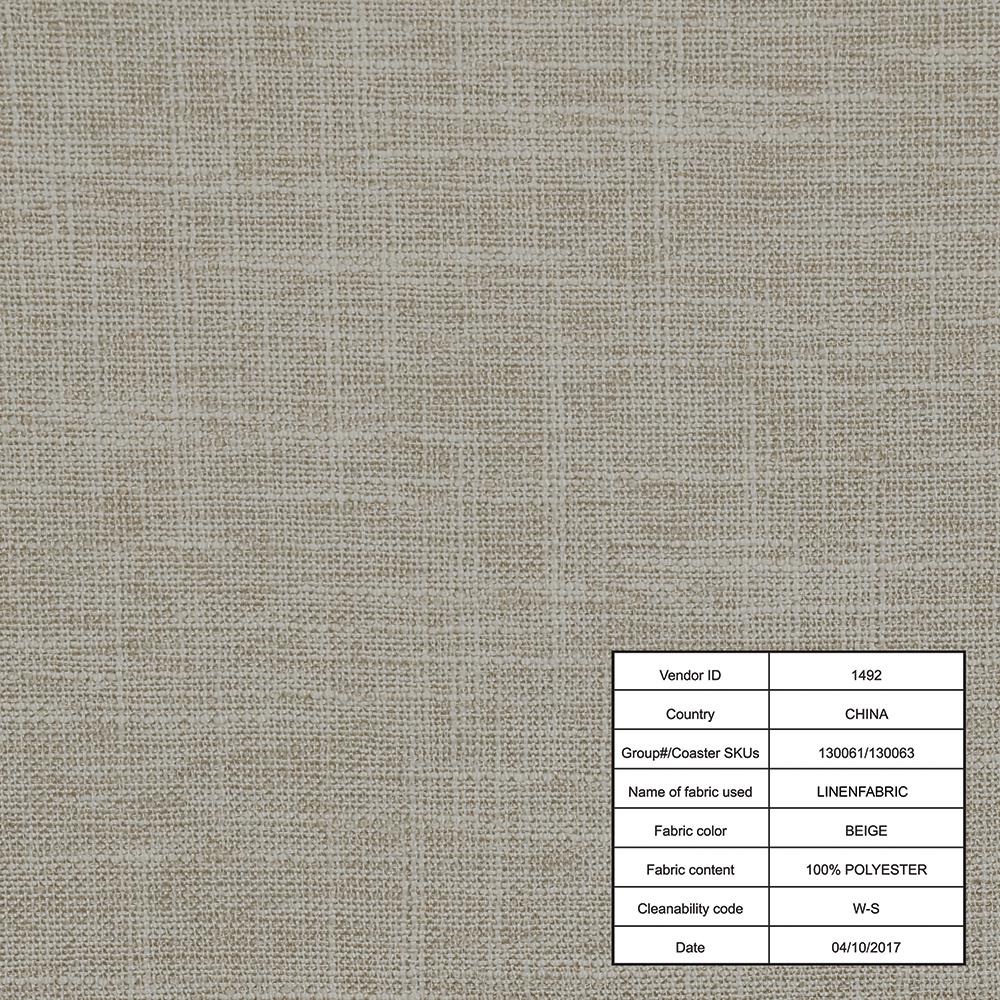 Vendor ID 1492
Country CHINA
Group#/Coaster SKUs 130061/130063
Name of fabric used LINENFABRIC
Fabric color BEIGE
Fabric content 100% POLYESTER
Cleanability code W-S
Date 04/10/2017